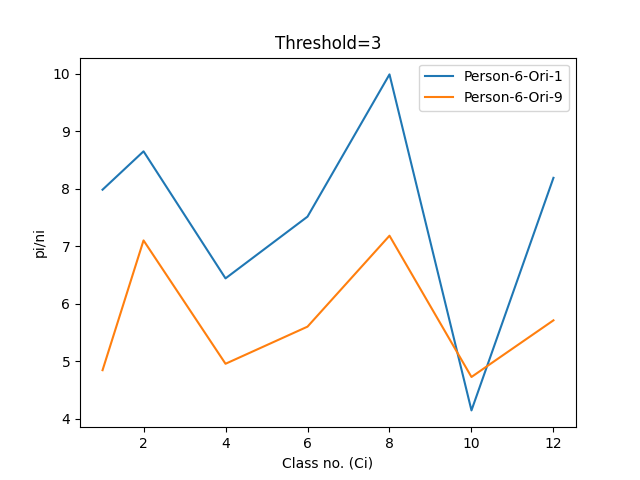 Threshold=3
Person-6-Ori-1
Person-6-Ori-9
pi/ni
10
9
8
7
6
5
4
2 4 6 8 10 12
Class no. (Ci)